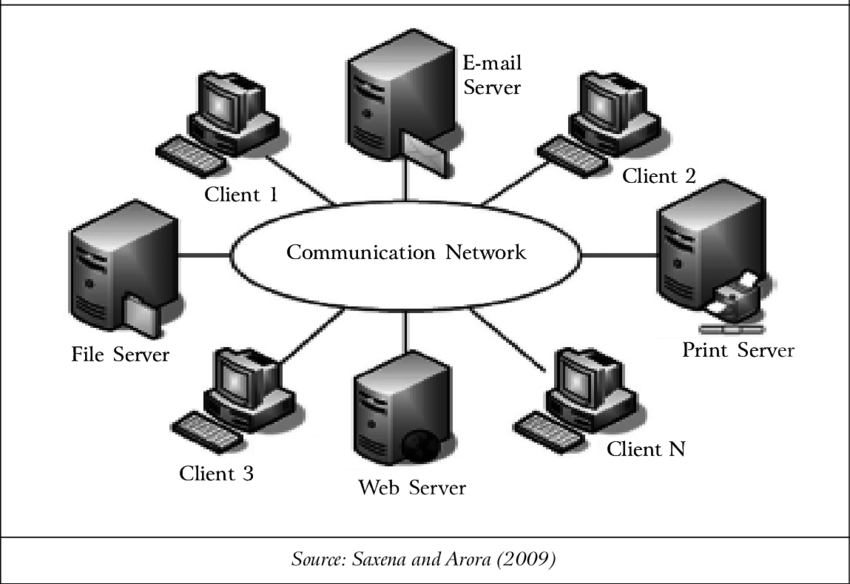 E-mail
Server
Client 1
Client 2
Communication Network
File Server
Print Server
Client 3
Client N
Web Server
Source: Saxena and Arora (2009)